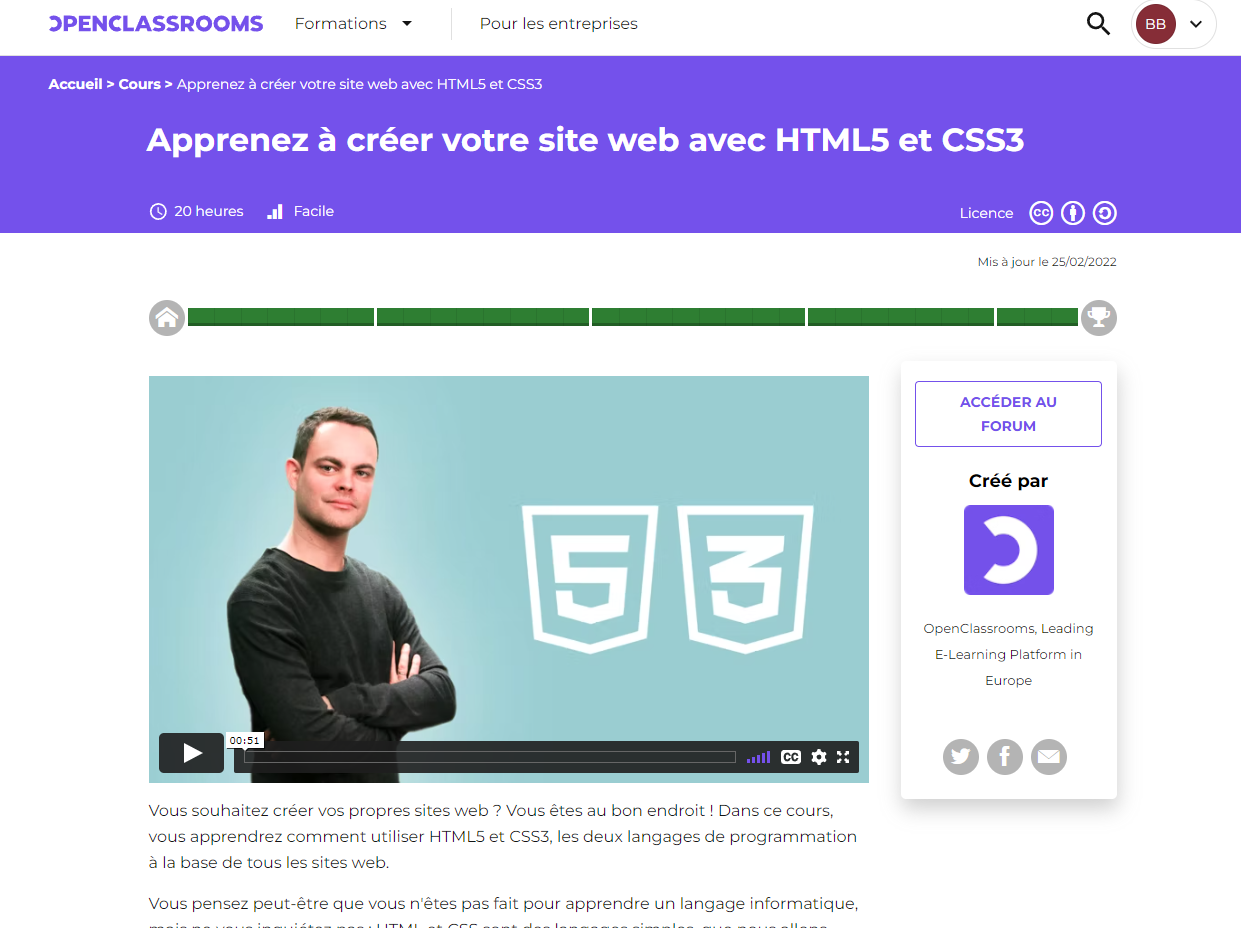 OPENCLASSROOMS Formations Pour les entreprises BB
Accueil > Cours > Apprenez à créer votre site web avec HTML5 et CSS3
Apprenez à créer votre site web avec HTML5 et CSS3
20 heures Facile Licence cc
Mis à jour le 25/02/2022
ACCÉDER AU
FORUM
Créé par
5 3
OpenClassrooms, Leading
E-Learning Platform in
Europe
00:51
CC
Vous souhaitez créer vos propres sites web ? Vous êtes au bon endroit ! Dans ce cours,
vous apprendrez comment utiliser HTML5 et CSS3, les deux langages de programmation
à la base de tous les sites web.
Vous pensez peut-être que vous n'êtes pas fait pour apprendre un langage informatique,